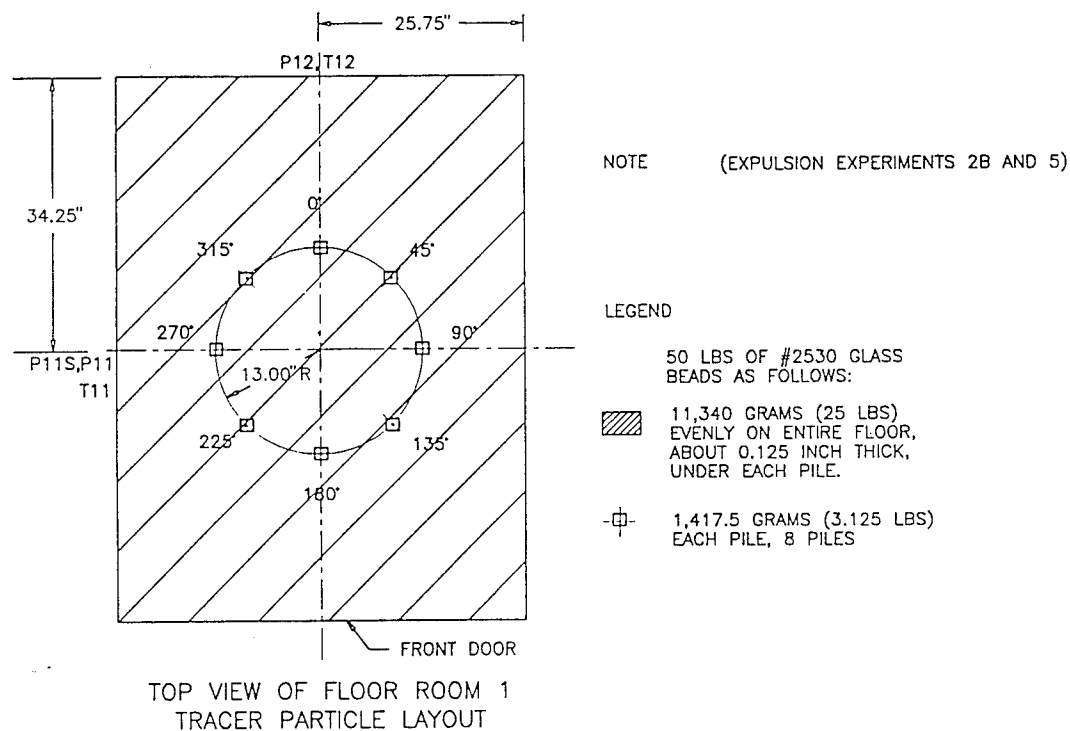 25.75"
P12, T12
34.25"
0°
315°
45°
270°
90°
P11S,P11
T11
13.00"R
225°
135°
180°
FRONT DOOR
TOP VIEW OF FLOOR ROOM 1
TRACER PARTICLE LAYOUT
NOTE (EXPULSION EXPERIMENTS 2B AND 5)
LEGEND
50 LBS OF #2530 GLASS
BEADS AS FOLLOWS:
11,340 GRAMS (25 LBS)
EVENLY ON ENTIRE FLOOR,
ABOUT 0.125 INCH THICK,
UNDER EACH PILE.
1,417.5 GRAMS (3.125 LBS)
EACH PILE, 8 PILES